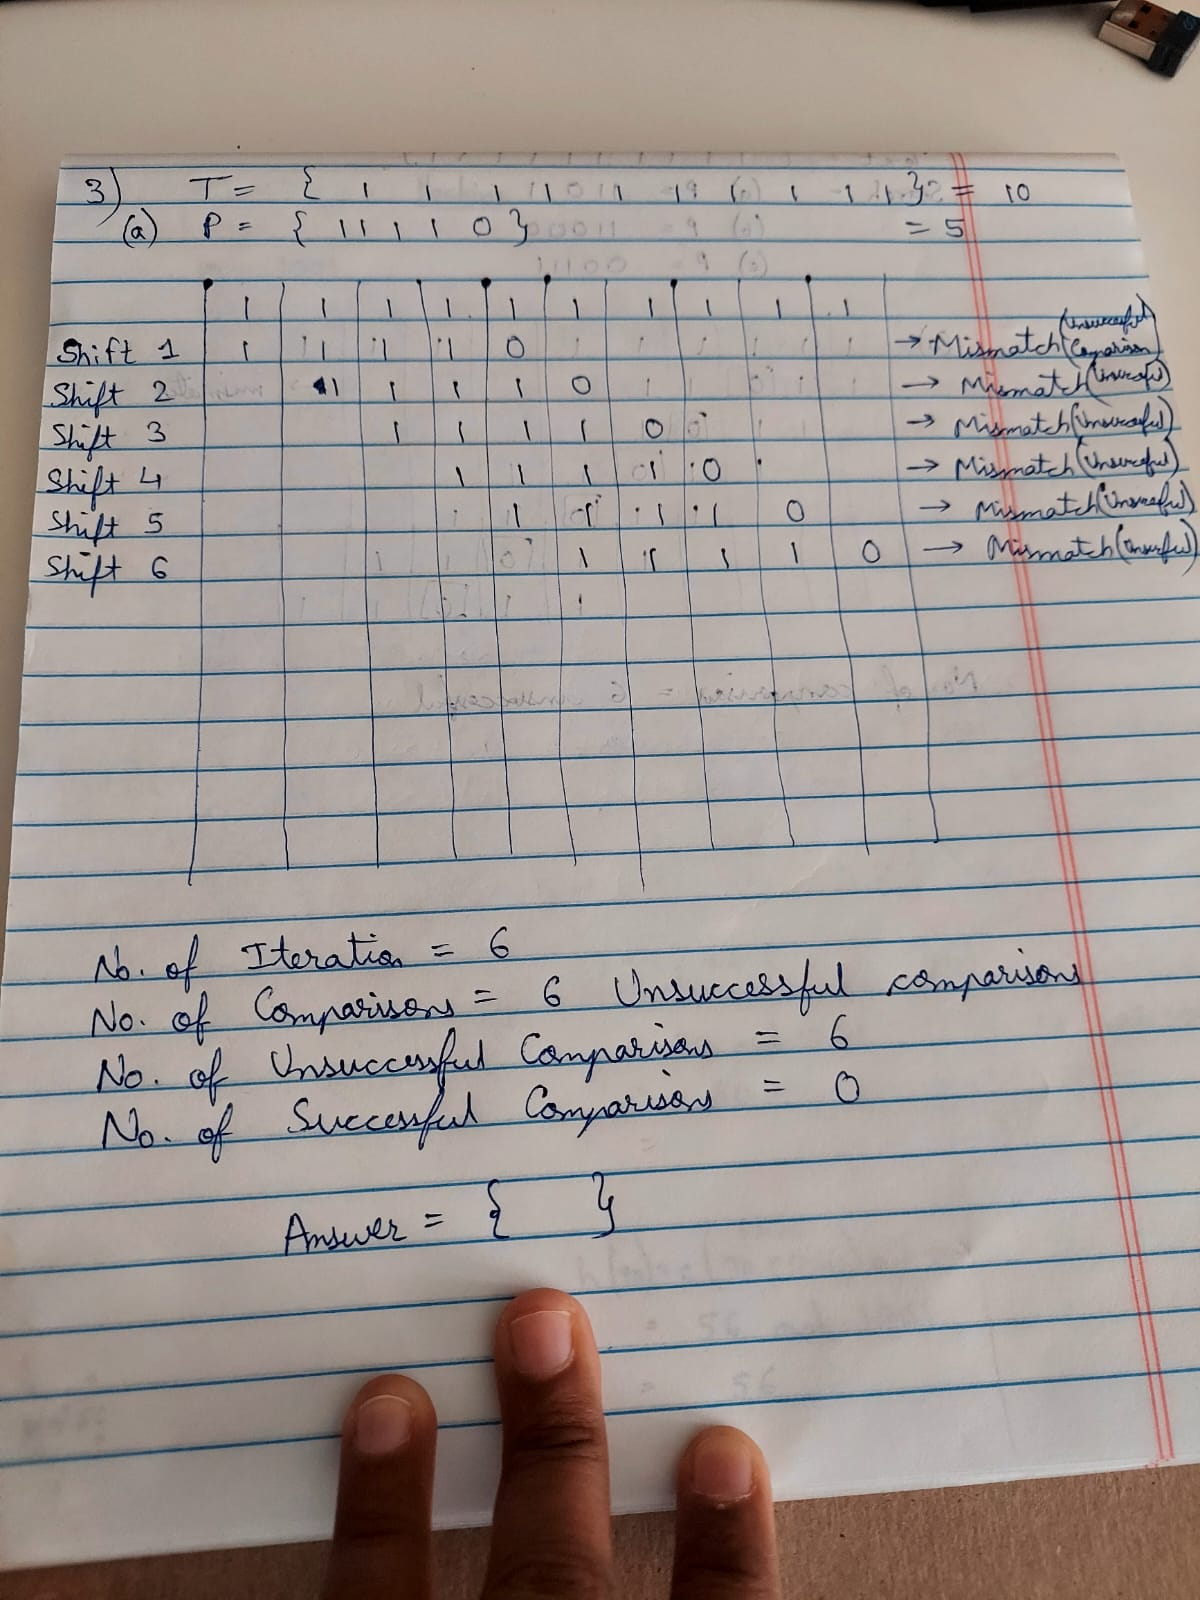 3) T = { 1 1 1 1 1 1 1 1 1 1 } = 10
(a) P = { 1 1 1 1 0 } = 5
1 1 1 1 1 1 1 1 1 1
Shift 1 1 1 1 1 0 → Mismatch (Unsuccessful Comparison)
Shift 2 1 1 1 1 0 → Mismatch
Shift 3 1 1 1 1 0 → Mismatch
Shift 4 1 1 1 1 0 → Mismatch
Shift 5 1 1 1 1 0 → Mismatch
Shift 6 1 1 1 1 0 → Mismatch
No. of Iteration = 6
No. of Comparisons = 6 Unsuccessful comparisons
No. of Unsuccessful Comparisons = 6
No. of Successful Comparisons = 0
Answer = { }